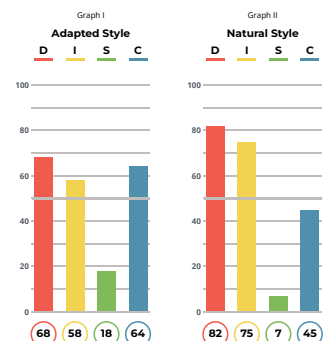 Graph I
Adapted Style
D I S C
100
80
60
40
20
0
68 58 18 64
Graph II
Natural Style
D I S C
100
80
60
40
20
0
82 75 7 45